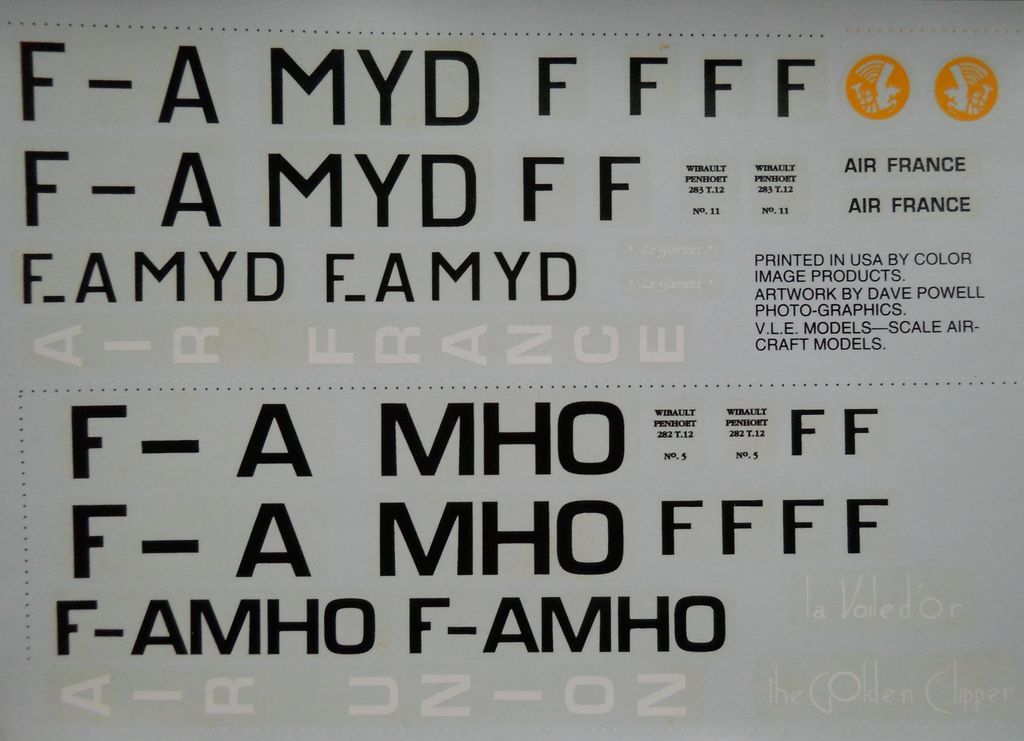 F-A MYD F F F F
F-A MYD F F
WIBAULT PENHOET 283 T.12 No. 11
WIBAULT PENHOET 283 T.12 No. 11
AIR FRANCE
AIR FRANCE
F-AMYD F-AMYD
Le Glorieux
Le Glorieux
PRINTED IN USA BY COLOR
IMAGE PRODUCTS.
ARTWORK BY DAVE POWELL
PHOTO-GRAPHICS.
V.L.E. MODELS—SCALE AIR-
CRAFT MODELS.
AIR FRANCE
F-A MHO
WIBAULT PENHOET 282 T.12 No. 5
WIBAULT PENHOET 282 T.12 No. 5
F F
F-A MHO F F F F
F-AMHO F-AMHO
la Voile d'Or
AIR UNION
the Golden Clipper